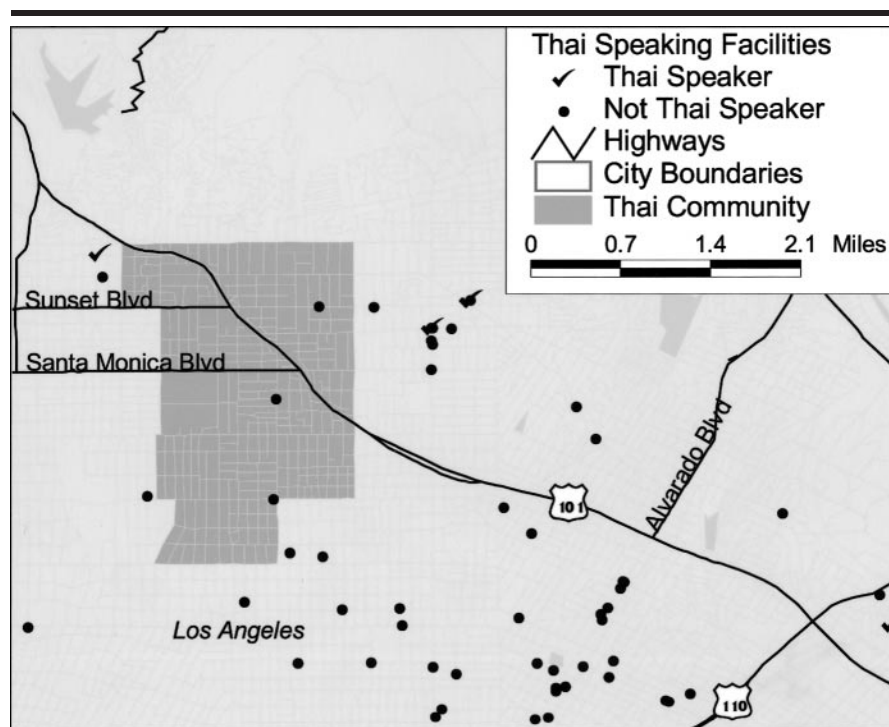 Thai Speaking Facilities
Thai Speaker
Not Thai Speaker
Highways
City Boundaries
Thai Community
0 0.7 1.4 2.1 Miles
Sunset Blvd
Santa Monica Blvd
Alvarado Blvd
101
Los Angeles
110